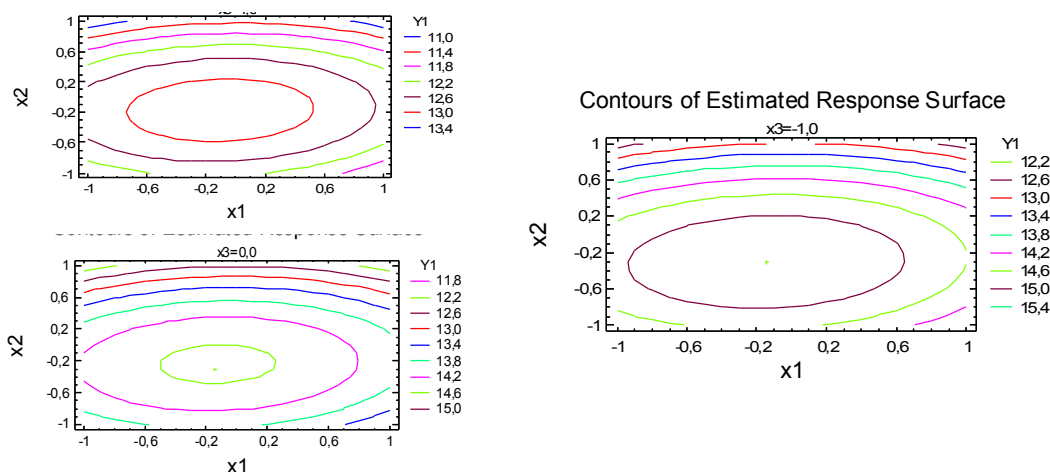 Y1
11,0
11,4
11,8
12,2
12,6
13,0
13,4
x2
1
0,6
0,2
-0,2
-0,6
-1
-1 -0,6 -0,2 0,2 0,6 1
x1
Contours of Estimated Response Surface
x3=0,0
Y1
11,8
12,2
12,6
13,0
13,4
13,8
14,2
14,6
15,0
x2
1
0,6
0,2
-0,2
-0,6
-1
-1 -0,6 -0,2 0,2 0,6 1
x1
Contours of Estimated Response Surface
x3=-1,0
Y1
12,2
12,6
13,0
13,4
13,8
14,2
14,6
15,0
15,4
x2
1
0,6
0,2
-0,2
-0,6
-1
-1 -0,6 -0,2 0,2 0,6 1
x1